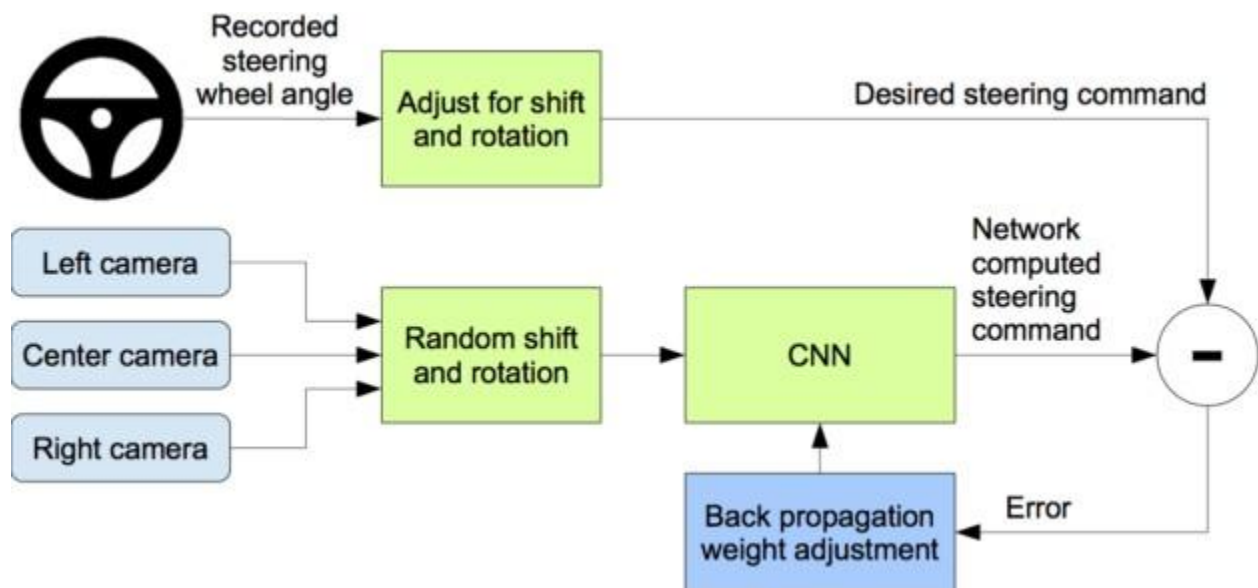 Recorded
steering
wheel angle
Adjust for shift
and rotation
Desired steering command
Left camera
Center camera
Right camera
Random shift
and rotation
CNN
Network
computed
steering
command
-
Back propagation
weight adjustment
Error